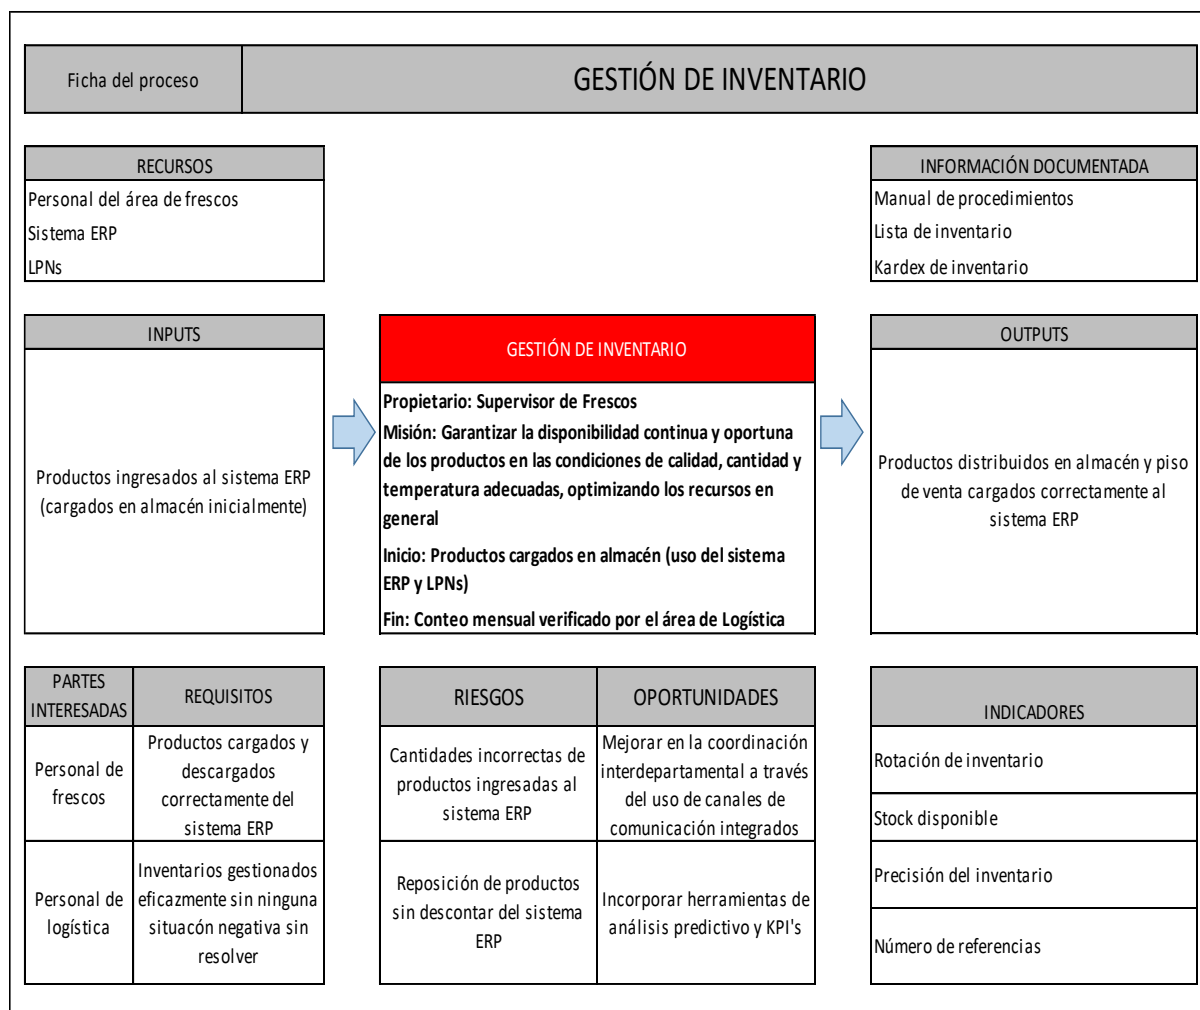 Ficha del proceso
GESTIÓN DE INVENTARIO
RECURSOS
Personal del área de frescos
Sistema ERP
LPNs
INFORMACIÓN DOCUMENTADA
Manual de procedimientos
Lista de inventario
Kardex de inventario
INPUTS
Productos ingresados al sistema ERP
(cargados en almacén inicialmente)
GESTIÓN DE INVENTARIO
Propietario: Supervisor de Frescos
Misión: Garantizar la disponibilidad continua y oportuna
de los productos en las condiciones de calidad, cantidad y
temperatura adecuadas, optimizando los recursos en
general
Inicio: Productos cargados en almacén (uso del sistema
ERP y LPNs)
Fin: Conteo mensual verificado por el área de Logística
OUTPUTS
Productos distribuidos en almacén y piso
de venta cargados correctamente al
sistema ERP
PARTES
INTERESADAS
REQUISITOS
Personal de
frescos
Productos cargados y
descargados
correctamente del
sistema ERP
Personal de
logística
Inventarios gestionados
eficazmente sin ninguna
situacón negativa sin
resolver
RIESGOS
OPORTUNIDADES
Cantidades incorrectas de
productos ingresadas al
sistema ERP
Mejorar en la coordinación
interdepartamental a través
del uso de canales de
comunicación integrados
Reposición de productos
sin descontar del sistema
ERP
Incorporar herramientas de
análisis predictivo y KPI's
INDICADORES
Rotación de inventario
Stock disponible
Precisión del inventario
Número de referencias